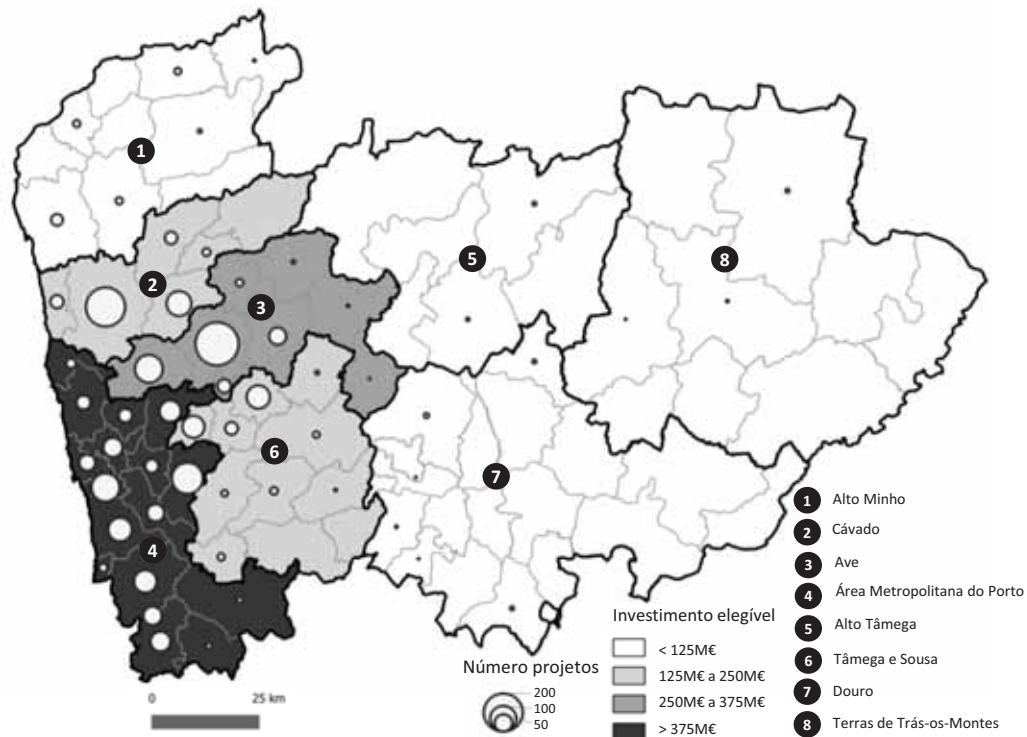 1
2
3
4
5
6
7
8
1 Alto Minho
2 Cávado
3 Ave
4 Área Metropolitana do Porto
5 Alto Tâmega
6 Tâmega e Sousa
7 Douro
8 Terras de Trás-os-Montes
Investimento elegível
< 125M€
125M€ a 250M€
250M€ a 375M€
> 375M€
Número projetos
200
100
50
0 25 km